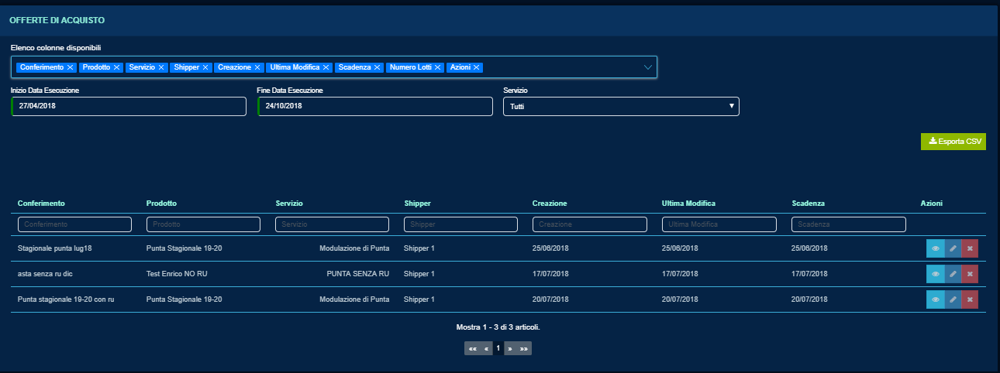 OFFERTE DI ACQUISTO
Elenco colonne disponibili
Conferimento × Prodotto × Servizio × Shipper × Creazione × Ultima Modifica × Scadenza × Numero Lotti × Azioni ×
Inizio Data Esecuzione Fine Data Esecuzione Servizio
27/04/2018 24/10/2018 Tutti
Esporta CSV
Conferimento Prodotto Servizio Shipper Creazione Ultima Modifica Scadenza Azioni
Conferimento Prodotto Servizio Shipper Creazione Ultima Modifica Scadenza
Stagionale punta lug18 Punta Stagionale 19-20 Modulazione di Punta Shipper 1 25/06/2018 25/06/2018 25/06/2018
asta senza ru dic Test Enrico NO RU PUNTA SENZA RU Shipper 1 17/07/2018 17/07/2018 17/07/2018
Punta stagionale 19-20 con ru Punta Stagionale 19-20 Modulazione di Punta Shipper 1 20/07/2018 20/07/2018 20/07/2018
Mostra 1 - 3 di 3 articoli.
«« « 1 » »»